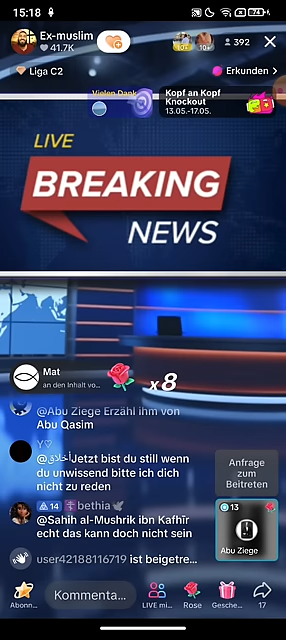 15:18
74
Ex-muslim
41.7K
10+
10+
392
Liga C2
Erkunden >
Vielen Dank
Kopf an Kopf
Knockout
13.05.-17.05.
LIVE
BREAKING
NEWS
Mat
an den Inhalt vo...
x8
@Abu Ziege Erzähl ihm von
Abu Qasim
Y♡
@أخلاقJetzt bist du still wenn
du unwissend bitte ich dich
nicht zu reden
14 bethia
@Sahih al-Mushrik ibn Kafhīr
echt das kann doch nicht sein
user42188116719 ist beigetre...
Anfrage
zum
Beitreten
13
Abu Ziege
Kommenta...
Abonn...
LIVE mi...
Rose
Gesche...
17